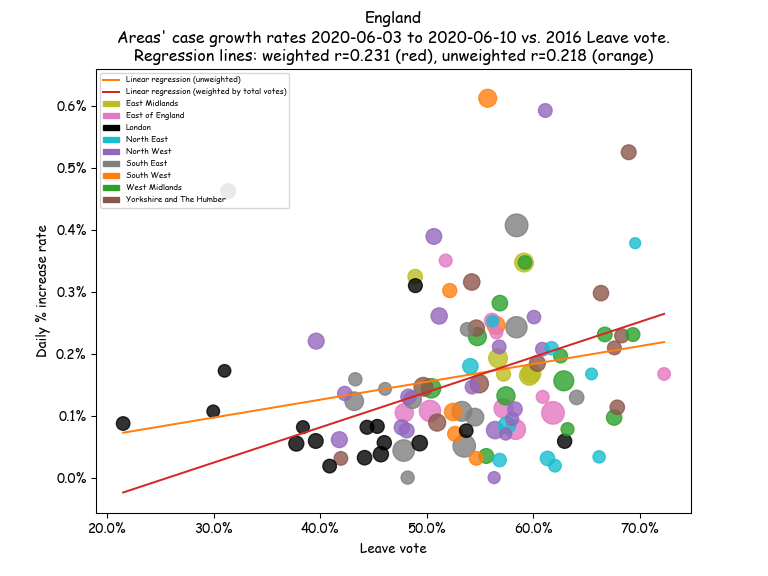 England
Areas' case growth rates 2020-06-03 to 2020-06-10 vs. 2016 Leave vote.
Regression lines: weighted r=0.231 (red), unweighted r=0.218 (orange)
Linear regression (unweighted)
Linear regression (weighted by total votes)
East Midlands
East of England
London
North East
North West
South East
South West
West Midlands
Yorkshire and The Humber
Daily % increase rate
0.6%
0.5%
0.4%
0.3%
0.2%
0.1%
0.0%
20.0% 30.0% 40.0% 50.0% 60.0% 70.0%
Leave vote